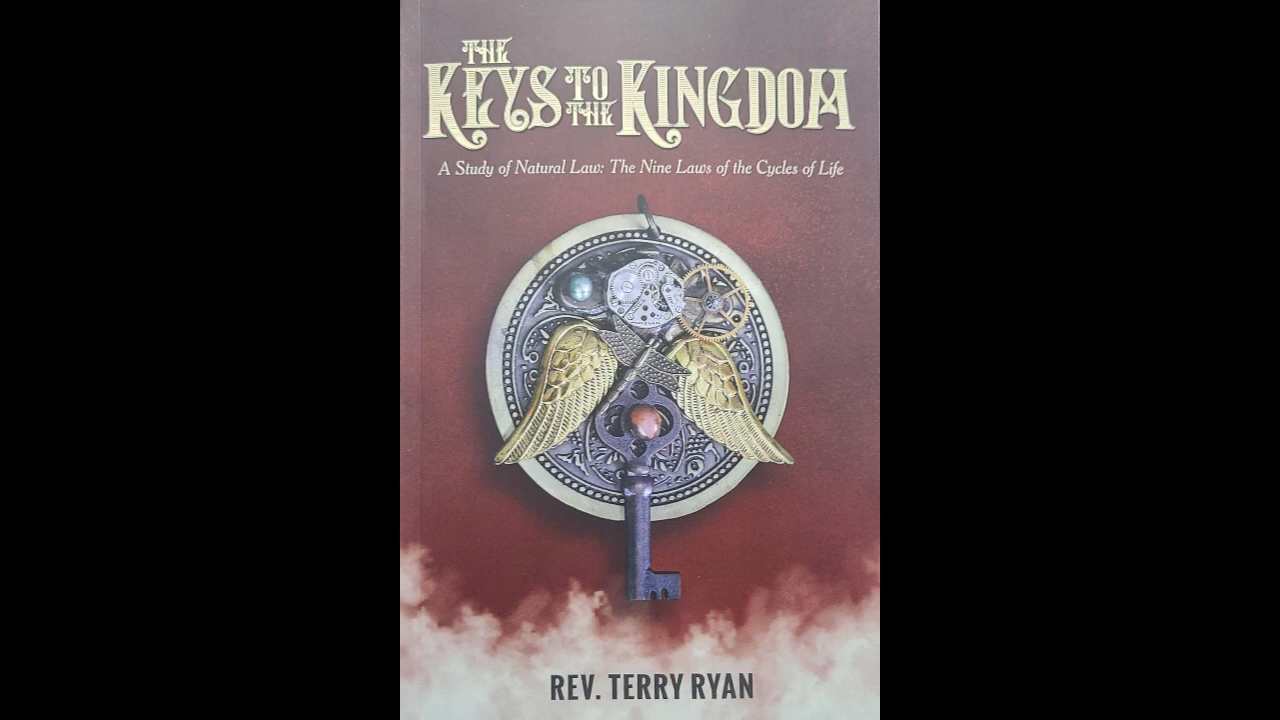 THE
KEYS TO THE KINGDOM
A Study of Natural Law: The Nine Laws of the Cycles of Life
REV. TERRY RYAN